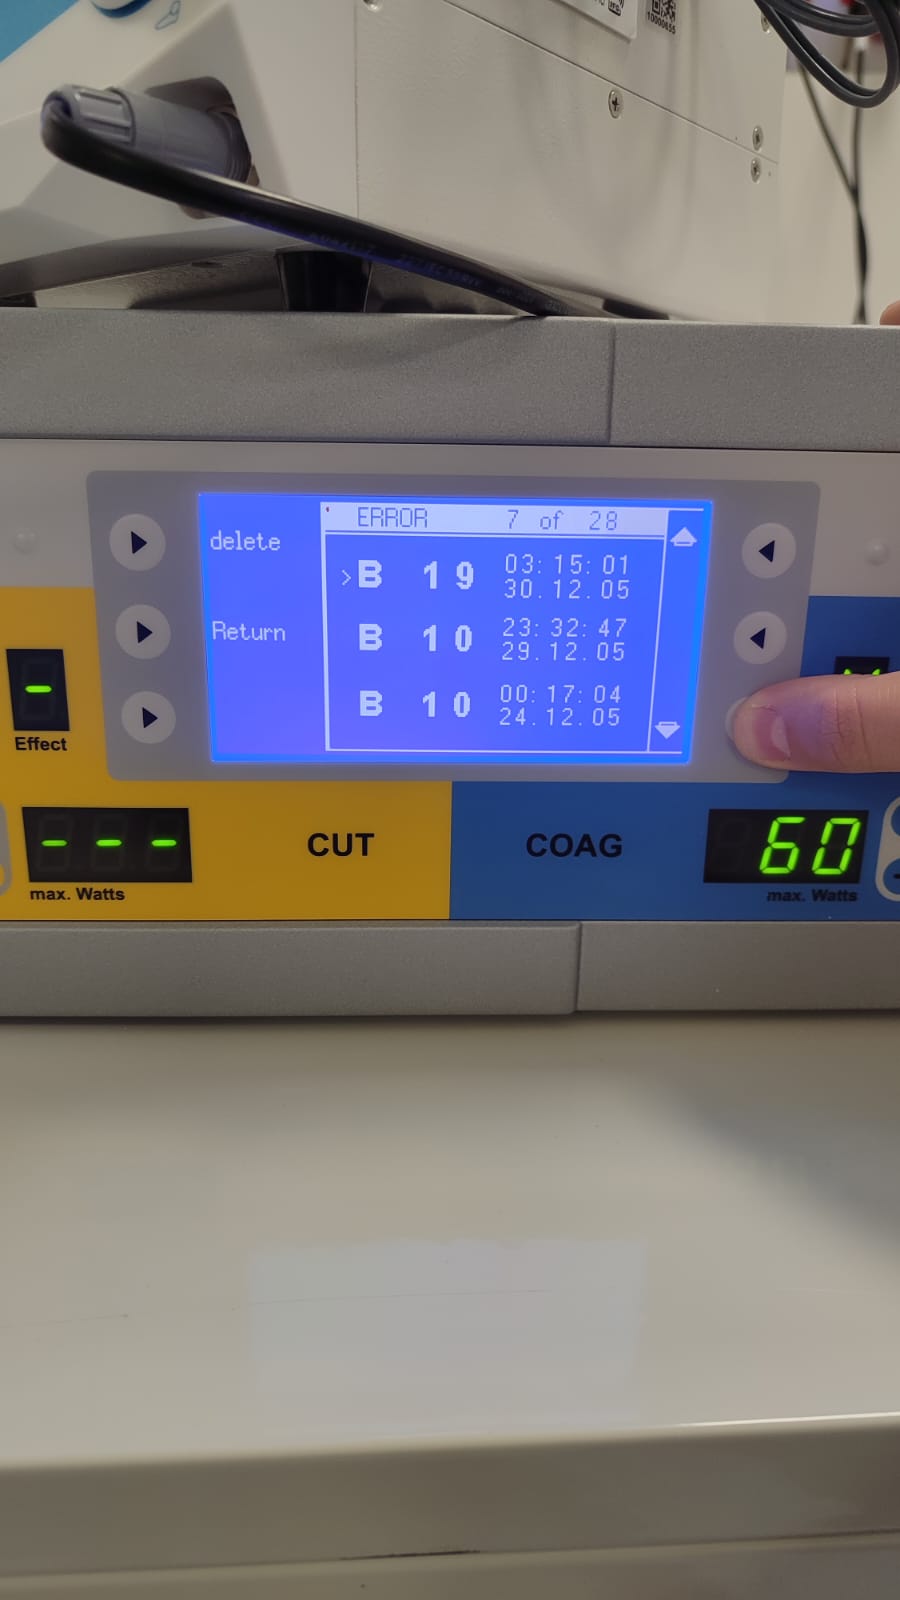 10000655
ERROR 7 of 28
delete
> B 19 03:15:01
30.12.05
Return
B 10 23:32:47
29.12.05
B 10 00:17:04
24.12.05
Effect
- - -
CUT
COAG
60
max. Watts
max. Watts